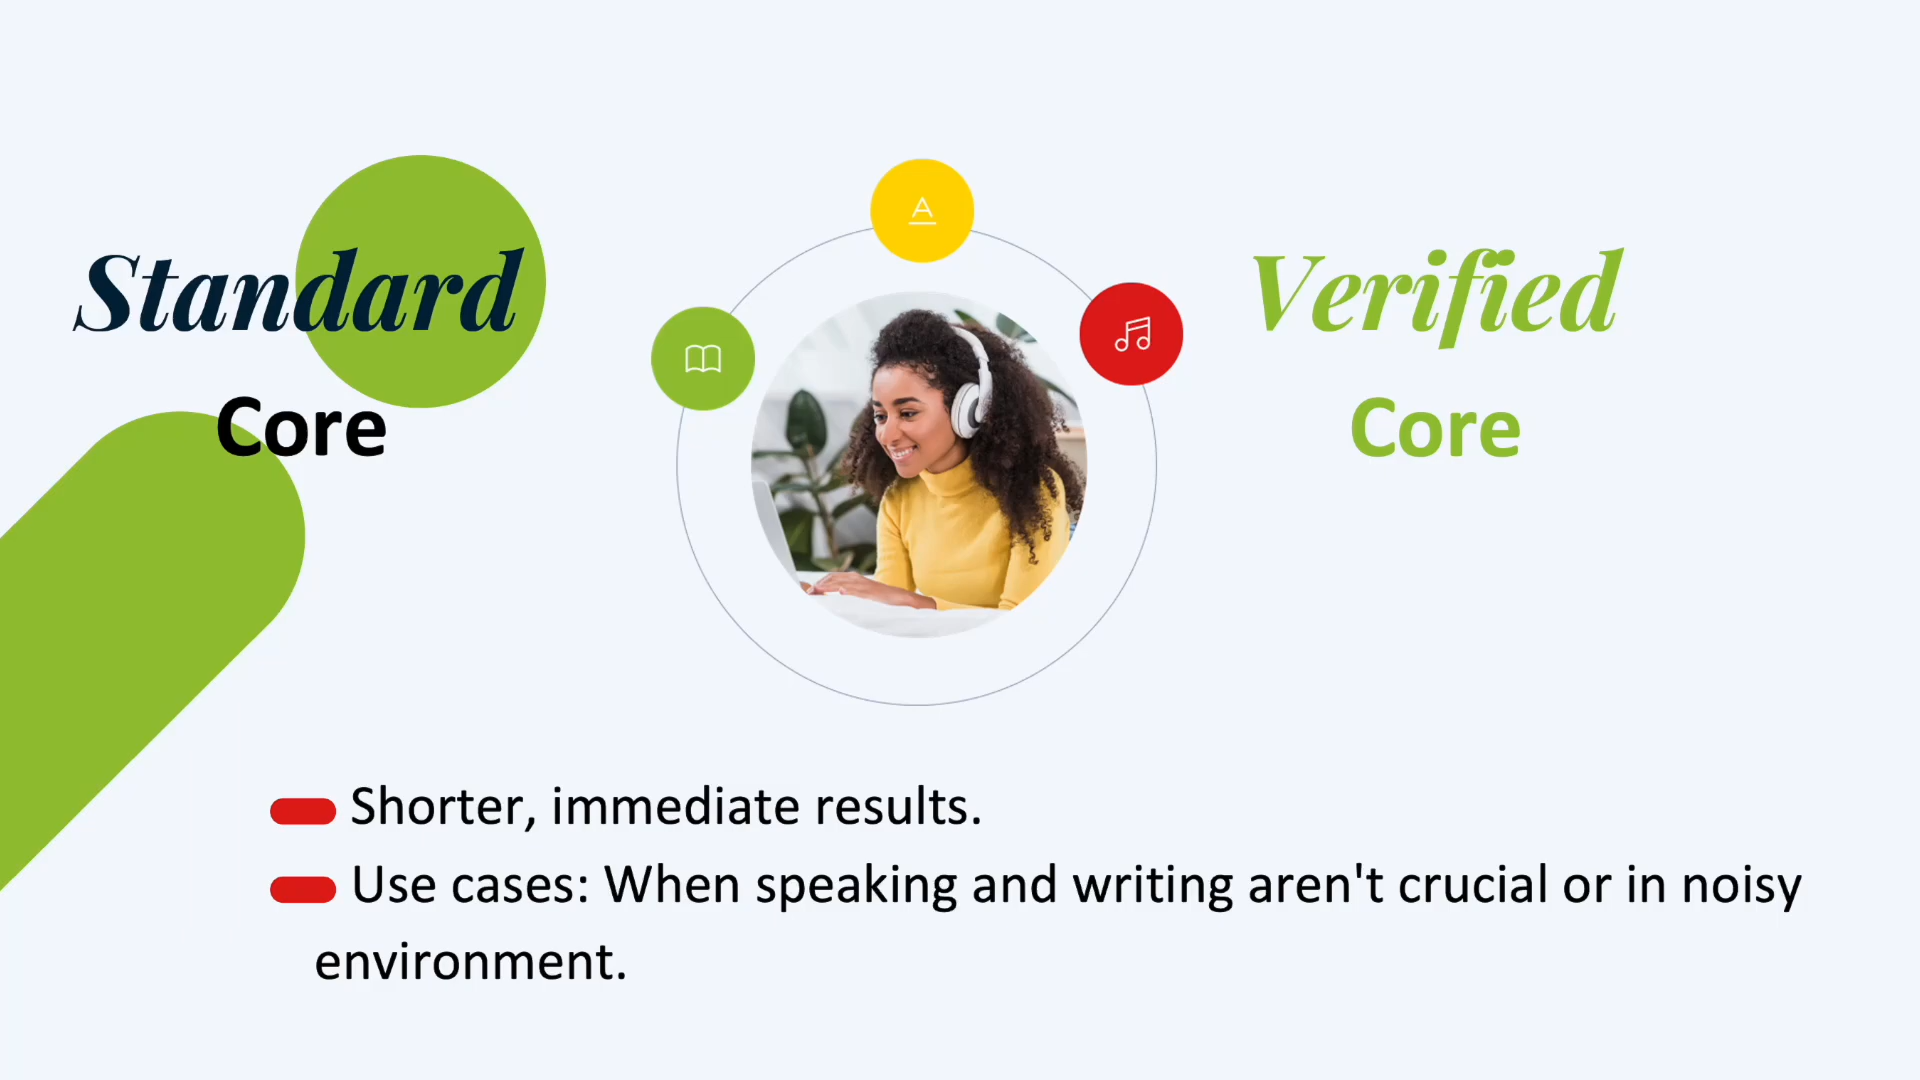 Standard
Core
A
Verified
Core
Shorter, immediate results.
Use cases: When speaking and writing aren't crucial or in noisy
environment.